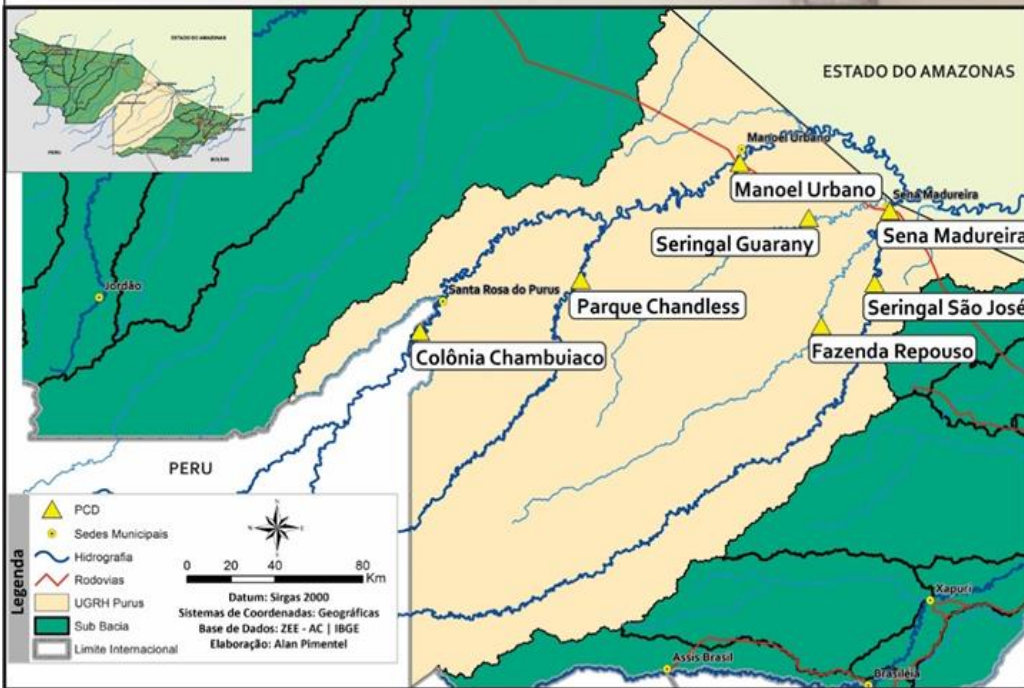 ESTADO DO AMAZONAS
PERU
BOLÍVIA
ESTADO DO AMAZONAS
Manoel Urbano
Manoel Urbano
Sena Madureira
Seringal Guarany
Sena Madureira
Jordão
Santa Rosa do Purus
Parque Chandless
Seringal São José
Colônia Chambuiaco
Fazenda Repouso
PERU
Legenda
PCD
Sedes Municipais
Hidrografia
Rodovias
UGRH Purus
Sub Bacia
Limite Internacional
0 20 40 80
Km
Datum: Sirgas 2000
Sistemas de Coordenadas: Geográficas
Base de Dados: ZEE - AC | IBGE
Elaboração: Alan Pimentel
Xapuri
Assis Brasil
Brasiléia